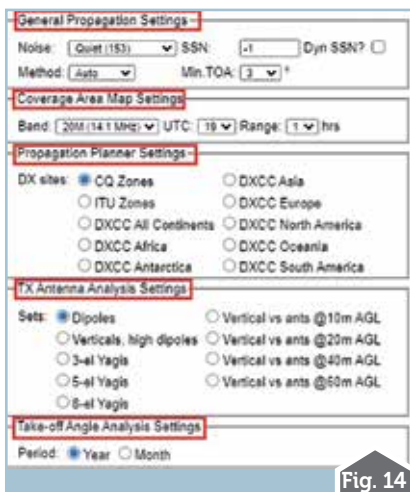 General Propagation Settings
Noise: Quiet (153) SSN: -1 Dyn SSN?
Method: Auto Min.TOA: 3 °
Coverage Area Map Settings
Band: 20M (14.1 MHz) UTC: 19 Range: 1 hrs
Propagation Planner Settings
DX sites: CQ Zones DXCC Asia
ITU Zones DXCC Europe
DXCC All Continents DXCC North America
DXCC Africa DXCC Oceania
DXCC Antarctica DXCC South America
TX Antenna Analysis Settings
Sets: Dipoles Vertical vs ants @10m AGL
Verticals, high dipoles Vertical vs ants @20m AGL
3-el Yagis Vertical vs ants @40m AGL
5-el Yagis Vertical vs ants @60m AGL
8-el Yagis
Take-off Angle Analysis Settings
Period: Year Month
Fig. 14